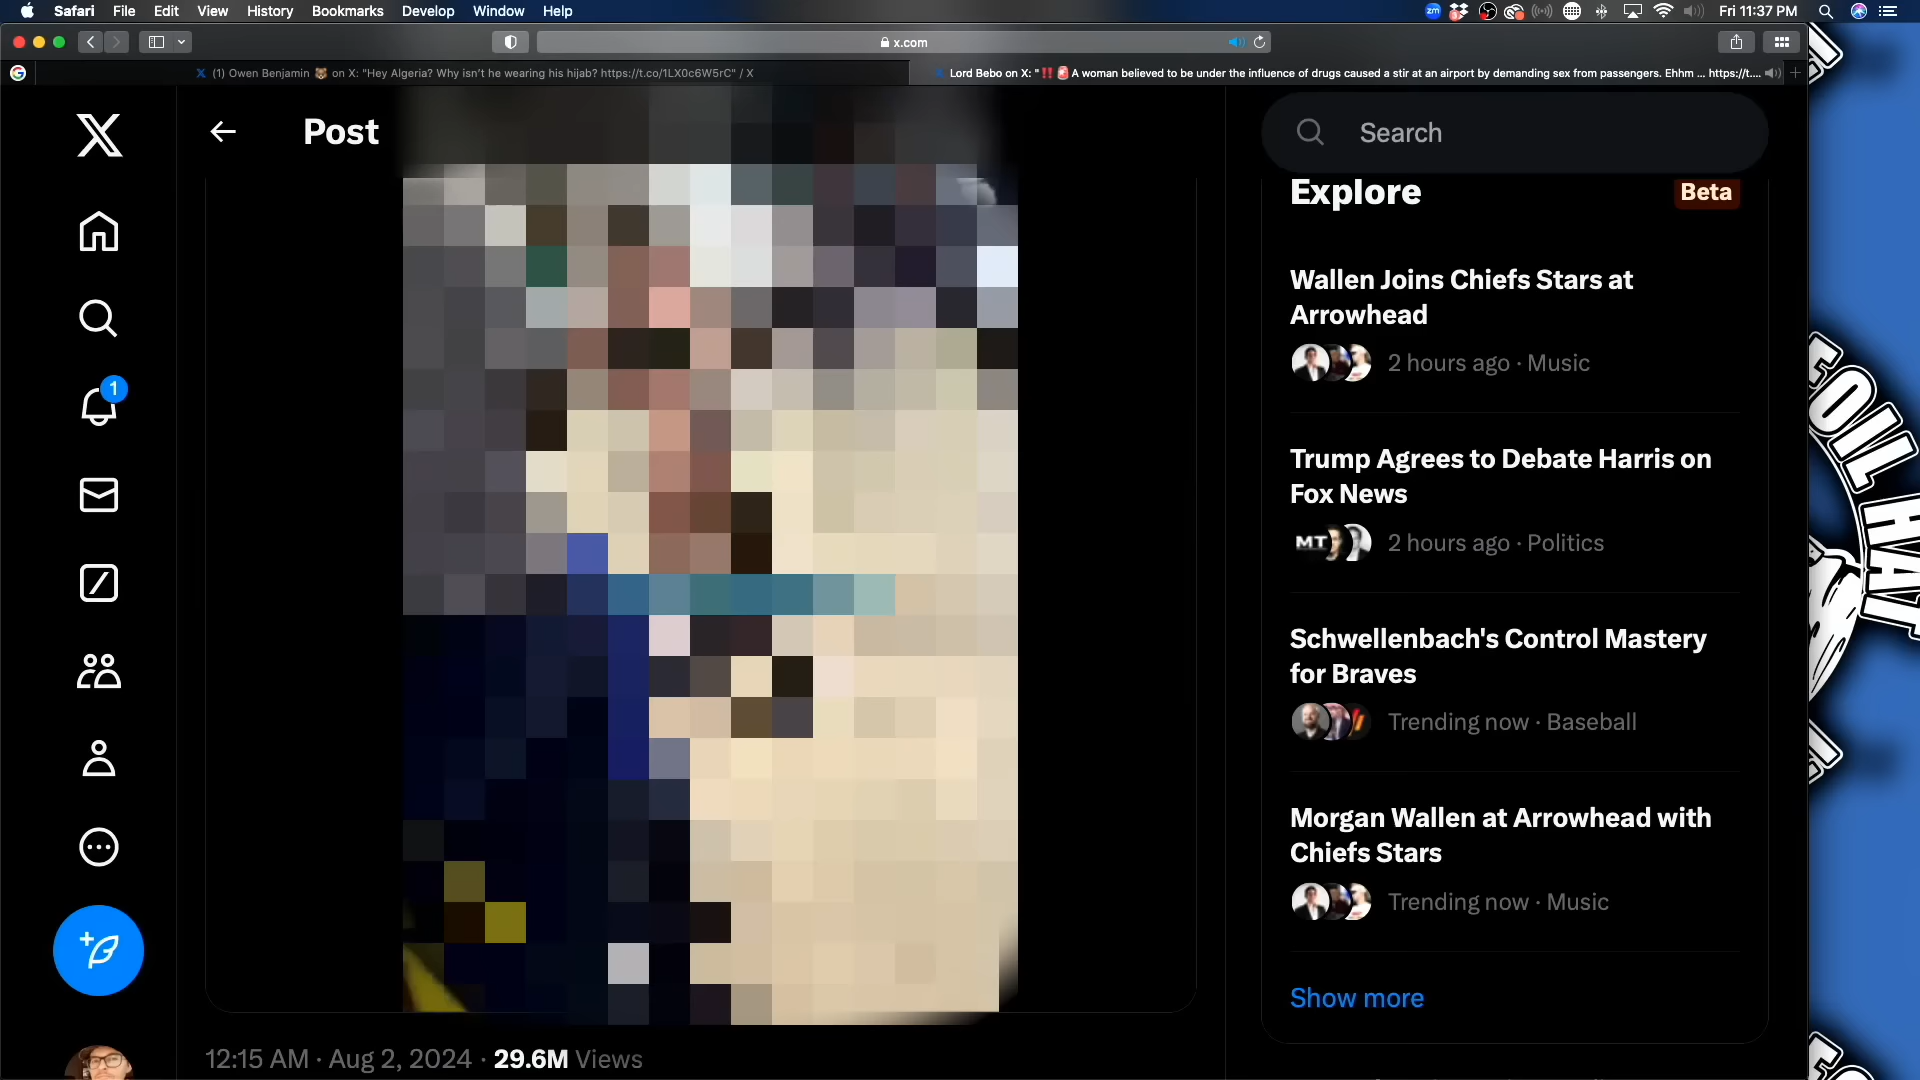 Safari File Edit View History Bookmarks Develop Window Help
zm 3 Fri 11:37 PM
x.com
G
(1) Owen Benjamin 🐻 on X: "Hey Algeria? Why isn't he wearing his hijab? https://t.co/1LX0c6W5rC" / X
Lord Bebo on X: "‼️🚨A woman believed to be under the influence of drugs caused a stir at an airport by demanding sex from passengers. Ehhm ... https://t....
Post
Search
1
Explore
Beta
Wallen Joins Chiefs Stars at
Arrowhead
2 hours ago · Music
Trump Agrees to Debate Harris on
Fox News
MT
2 hours ago · Politics
Schwellenbach's Control Mastery
for Braves
Trending now · Baseball
Morgan Wallen at Arrowhead with
Chiefs Stars
Trending now · Music
Show more
12:15 AM · Aug 2, 2024 · 29.6M Views
FOIL HAT